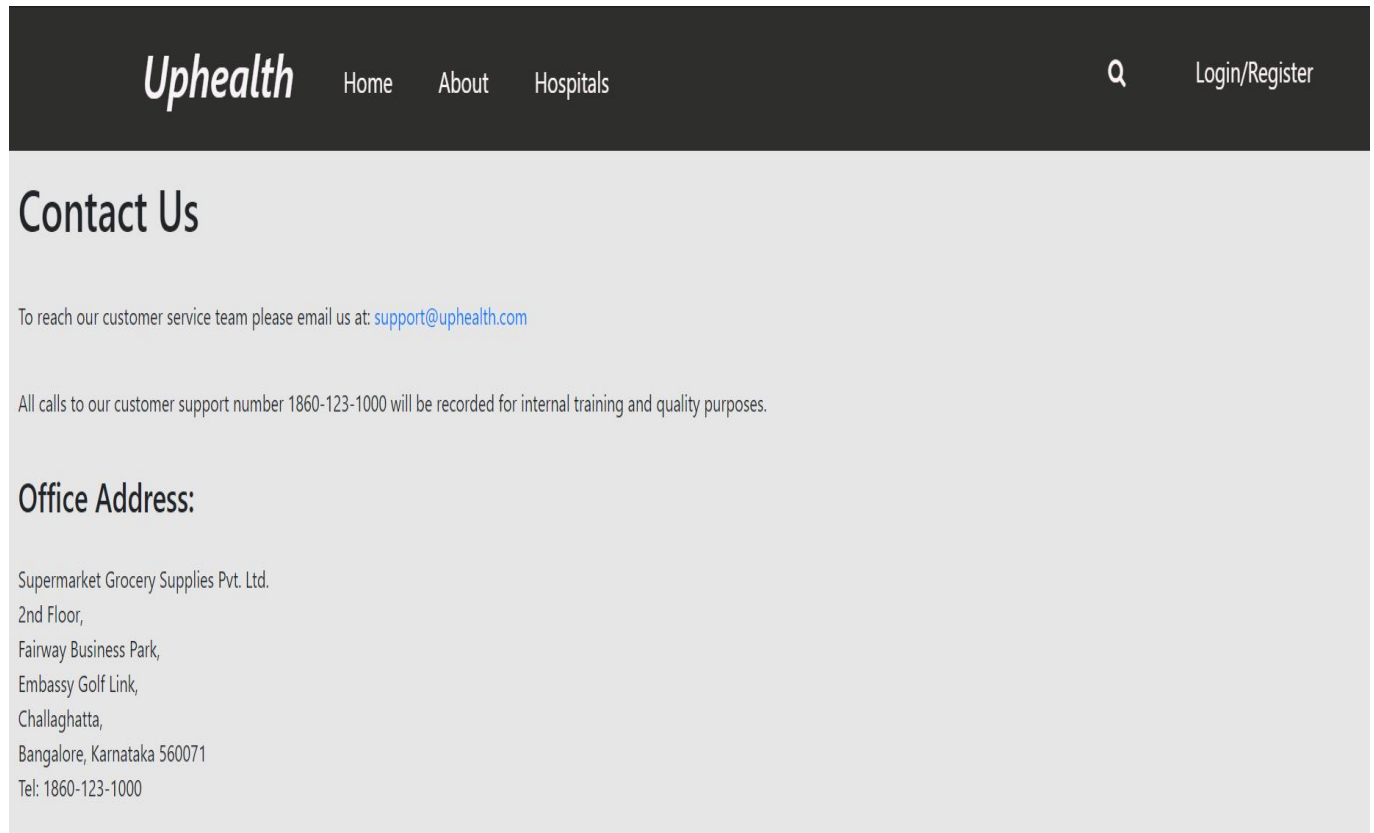 Uphealth Home About Hospitals Login/Register
Contact Us
To reach our customer service team please email us at: support@uphealth.com
All calls to our customer support number 1860-123-1000 will be recorded for internal training and quality purposes.
Office Address:
Supermarket Grocery Supplies Pvt. Ltd.
2nd Floor,
Fairway Business Park,
Embassy Golf Link,
Challaghatta,
Bangalore, Karnataka 560071
Tel: 1860-123-1000